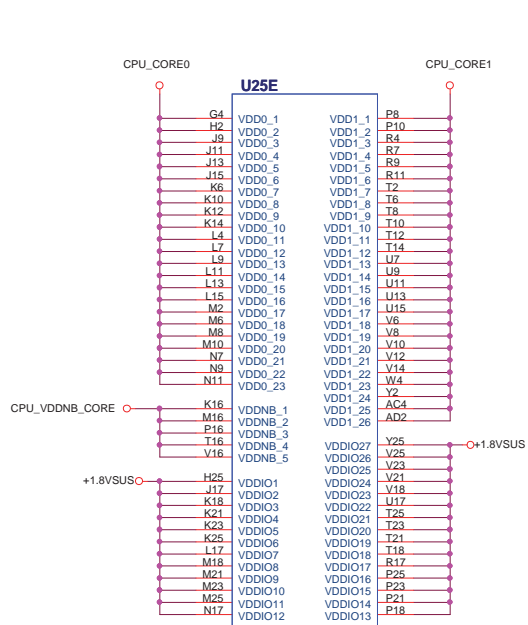 CPU_CORE0 CPU_CORE1
U25E
G4 VDD0_1 VDD1_1 P8
H2 VDD0_2 VDD1_2 P10
J9 VDD0_3 VDD1_3 R4
J11 VDD0_4 VDD1_4 R7
J13 VDD0_5 VDD1_5 R9
J15 VDD0_6 VDD1_6 R11
K6 VDD0_7 VDD1_7 T2
K10 VDD0_8 VDD1_8 T6
K12 VDD0_9 VDD1_9 T8
K14 VDD0_10 VDD1_10 T10
L4 VDD0_11 VDD1_11 T12
L7 VDD0_12 VDD1_12 T14
L9 VDD0_13 VDD1_13 U7
L11 VDD0_14 VDD1_14 U9
L13 VDD0_15 VDD1_15 U11
L15 VDD0_16 VDD1_16 U13
M2 VDD0_17 VDD1_17 U15
M6 VDD0_18 VDD1_18 V6
M8 VDD0_19 VDD1_19 V8
M10 VDD0_20 VDD1_20 V10
N7 VDD0_21 VDD1_21 V12
N9 VDD0_22 VDD1_22 V14
N11 VDD0_23 VDD1_23 W4
VDD1_24 Y2
CPU_VDDNB_CORE K16 VDDNB_1 VDD1_25 AC4
M16 VDDNB_2 VDD1_26 AD2
P16 VDDNB_3
T16 VDDNB_4 VDDIO27 Y25 +1.8VSUS
V16 VDDNB_5 VDDIO26 V25
VDDIO25 V23
+1.8VSUS H25 VDDIO1 VDDIO24 V21
J17 VDDIO2 VDDIO23 V18
K18 VDDIO3 VDDIO22 U17
K21 VDDIO4 VDDIO21 T25
K23 VDDIO5 VDDIO20 T23
K25 VDDIO6 VDDIO19 T21
L17 VDDIO7 VDDIO18 T18
M18 VDDIO8 VDDIO17 R17
M21 VDDIO9 VDDIO16 P25
M23 VDDIO10 VDDIO15 P23
M25 VDDIO11 VDDIO14 P21
N17 VDDIO12 VDDIO13 P18